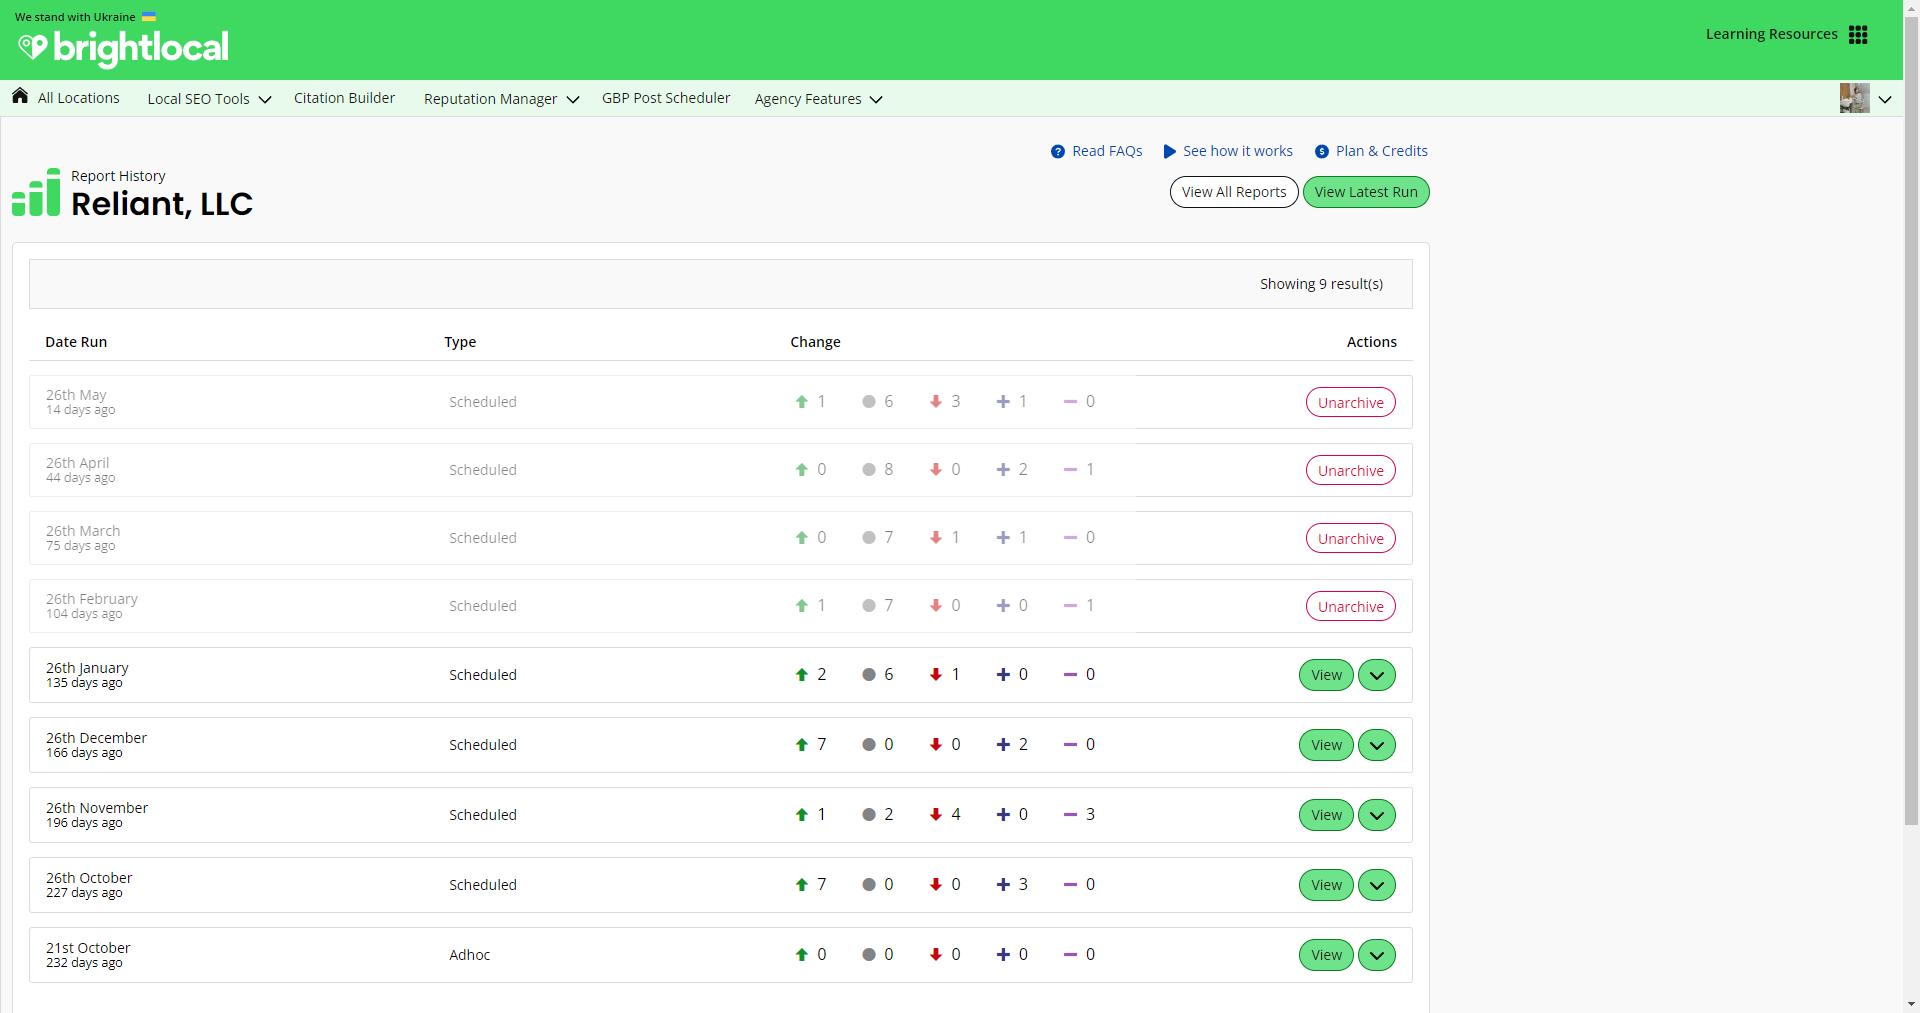 We stand with Ukraine
brightlocal
Learning Resources
All Locations Local SEO Tools Citation Builder Reputation Manager GBP Post Scheduler Agency Features
Read FAQs See how it works Plan & Credits
Report History
Reliant, LLC
View All Reports View Latest Run
Showing 9 result(s)
Date Run Type Change Actions
26th May
14 days ago
Scheduled 1 6 3 1 0 Unarchive
26th April
44 days ago
Scheduled 0 8 0 2 1 Unarchive
26th March
75 days ago
Scheduled 0 7 1 1 0 Unarchive
26th February
104 days ago
Scheduled 1 7 0 0 1 Unarchive
26th January
135 days ago
Scheduled 2 6 1 0 0 View
26th December
166 days ago
Scheduled 7 0 0 2 0 View
26th November
196 days ago
Scheduled 1 2 4 0 3 View
26th October
227 days ago
Scheduled 7 0 0 3 0 View
21st October
232 days ago
Adhoc 0 0 0 0 0 View